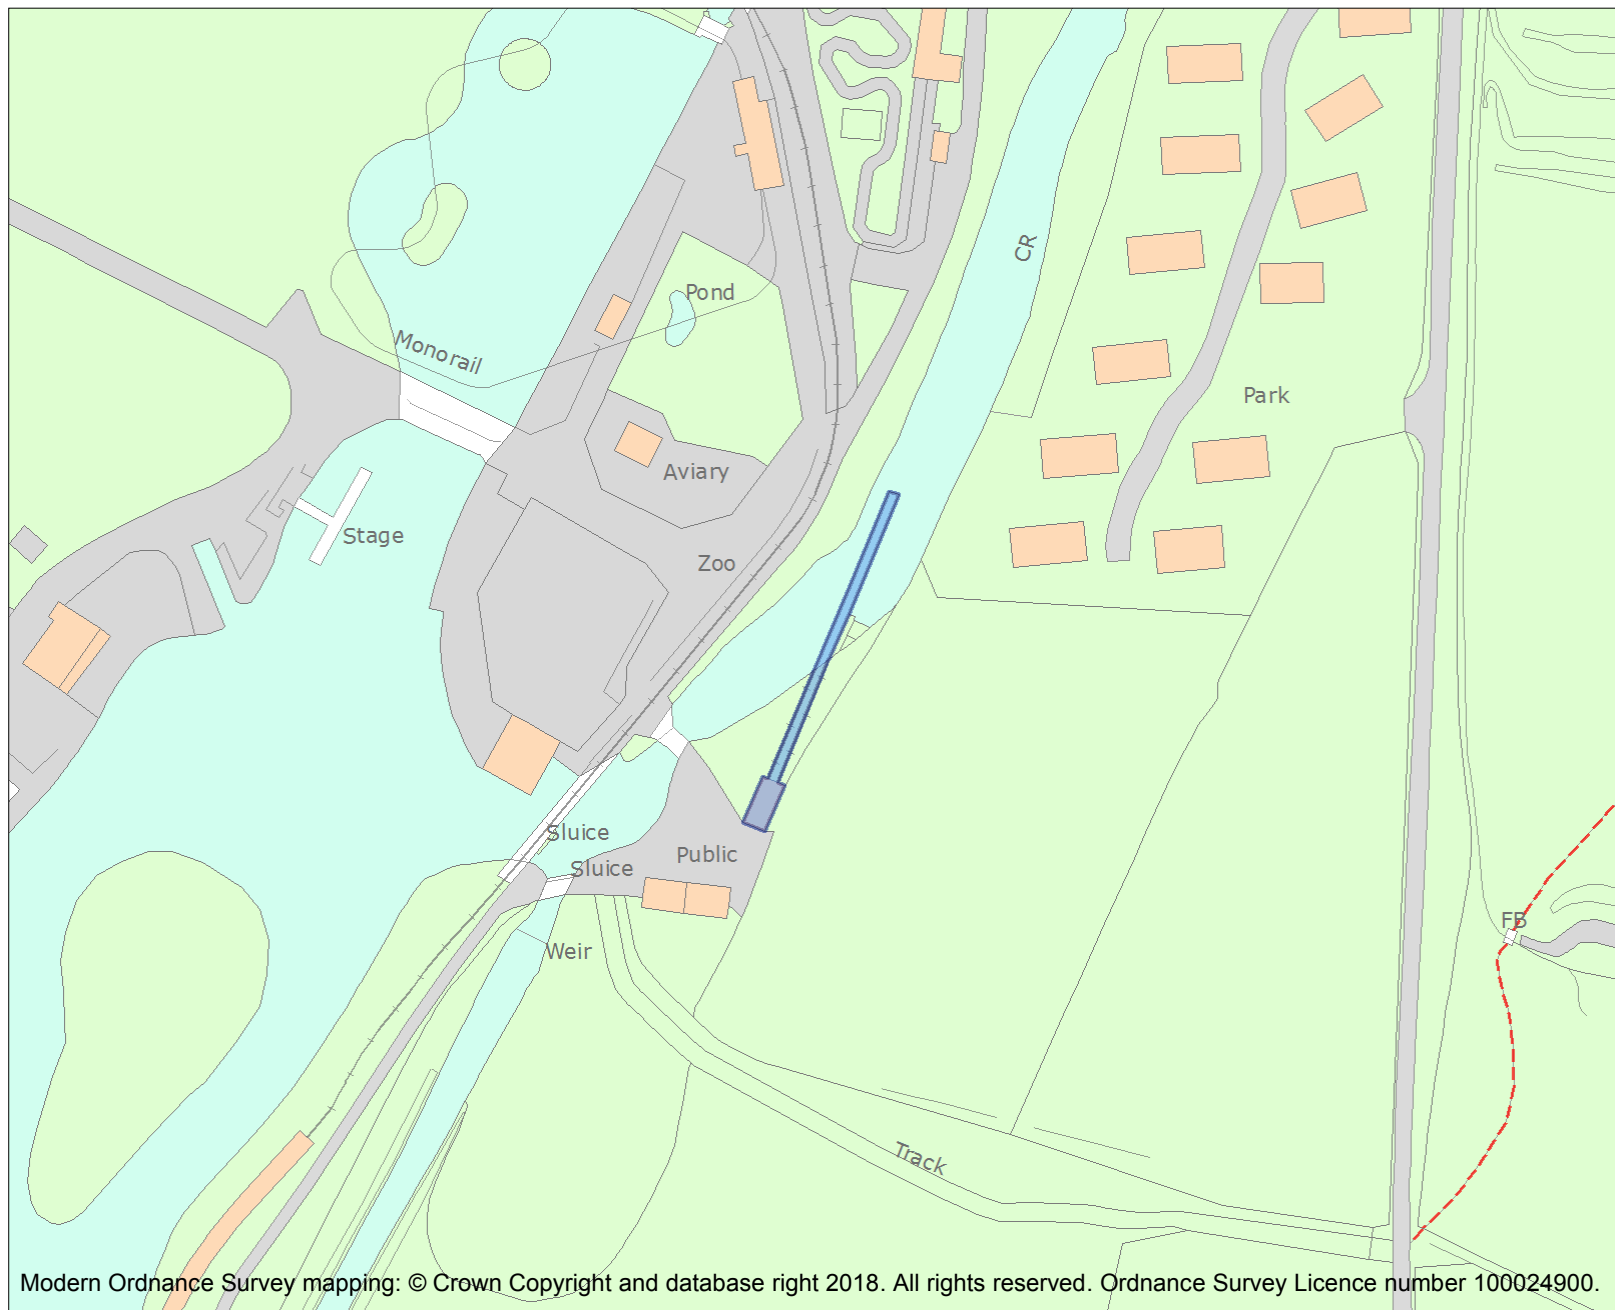 CR
Pond
Monorail
Park
Aviary
Stage
Zoo
Sluice
Public
Sluice
FB
Weir
Track
Modern Ordnance Survey mapping: © Crown Copyright and database right 2018. All rights reserved. Ordnance Survey Licence number 100024900.